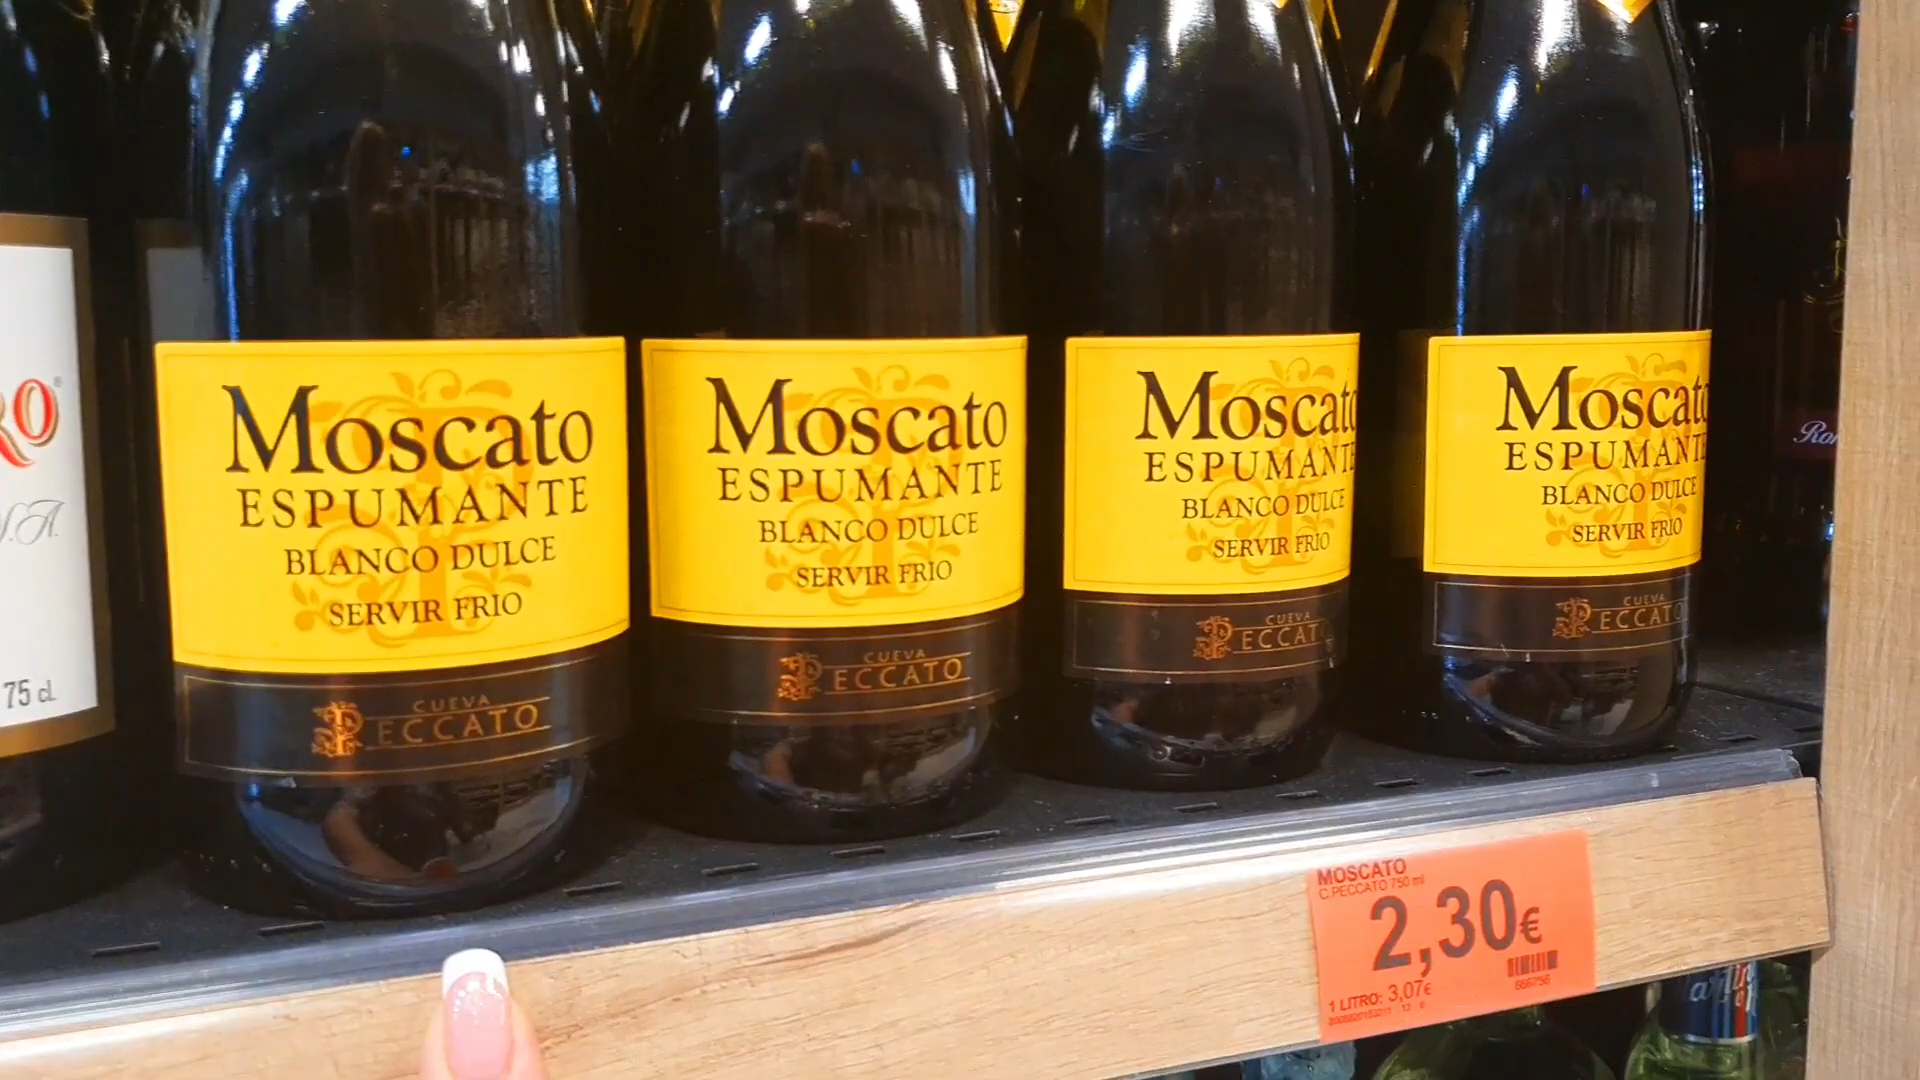 RO
75 cl
Moscato
ESPUMANTE
BLANCO DULCE
SERVIR FRIO
CUEVA
PECCATO
Moscato
ESPUMANTE
BLANCO DULCE
SERVIR FRIO
CUEVA
PECCATO
Moscato
ESPUMANTE
BLANCO DULCE
SERVIR FRIO
CUEVA
PECCAT
Moscato
ESPUMANTE
BLANCO DULCE
SERVIR FRIO
CUEVA
PECCATO
MOSCATO
C.PECCATO 750 ml
2,30€
1 LITRO: 3,07€